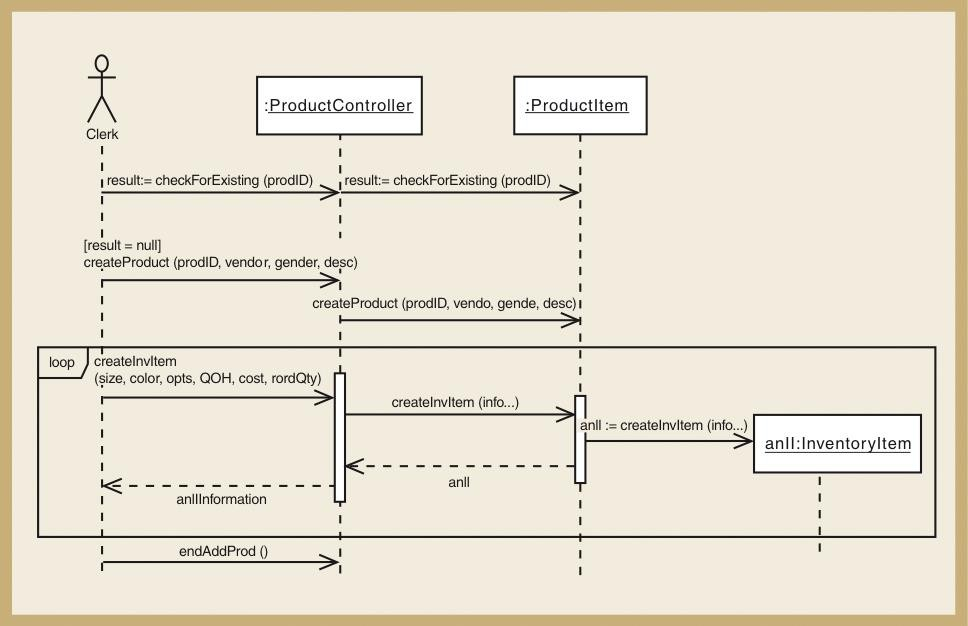 :ProductController
:ProductItem
Clerk
result:= checkForExisting (prodID)
result:= checkForExisting (prodID)
[result = null]
createProduct (prodID, vendor, gender, desc)
createProduct (prodID, vendo, gende, desc)
loop
createInvItem
(size, color, opts, QOH, cost, rordQty)
createInvItem (info...)
anII := createInvItem (info...)
anII:InventoryItem
anII
anIIInformation
endAddProd ()